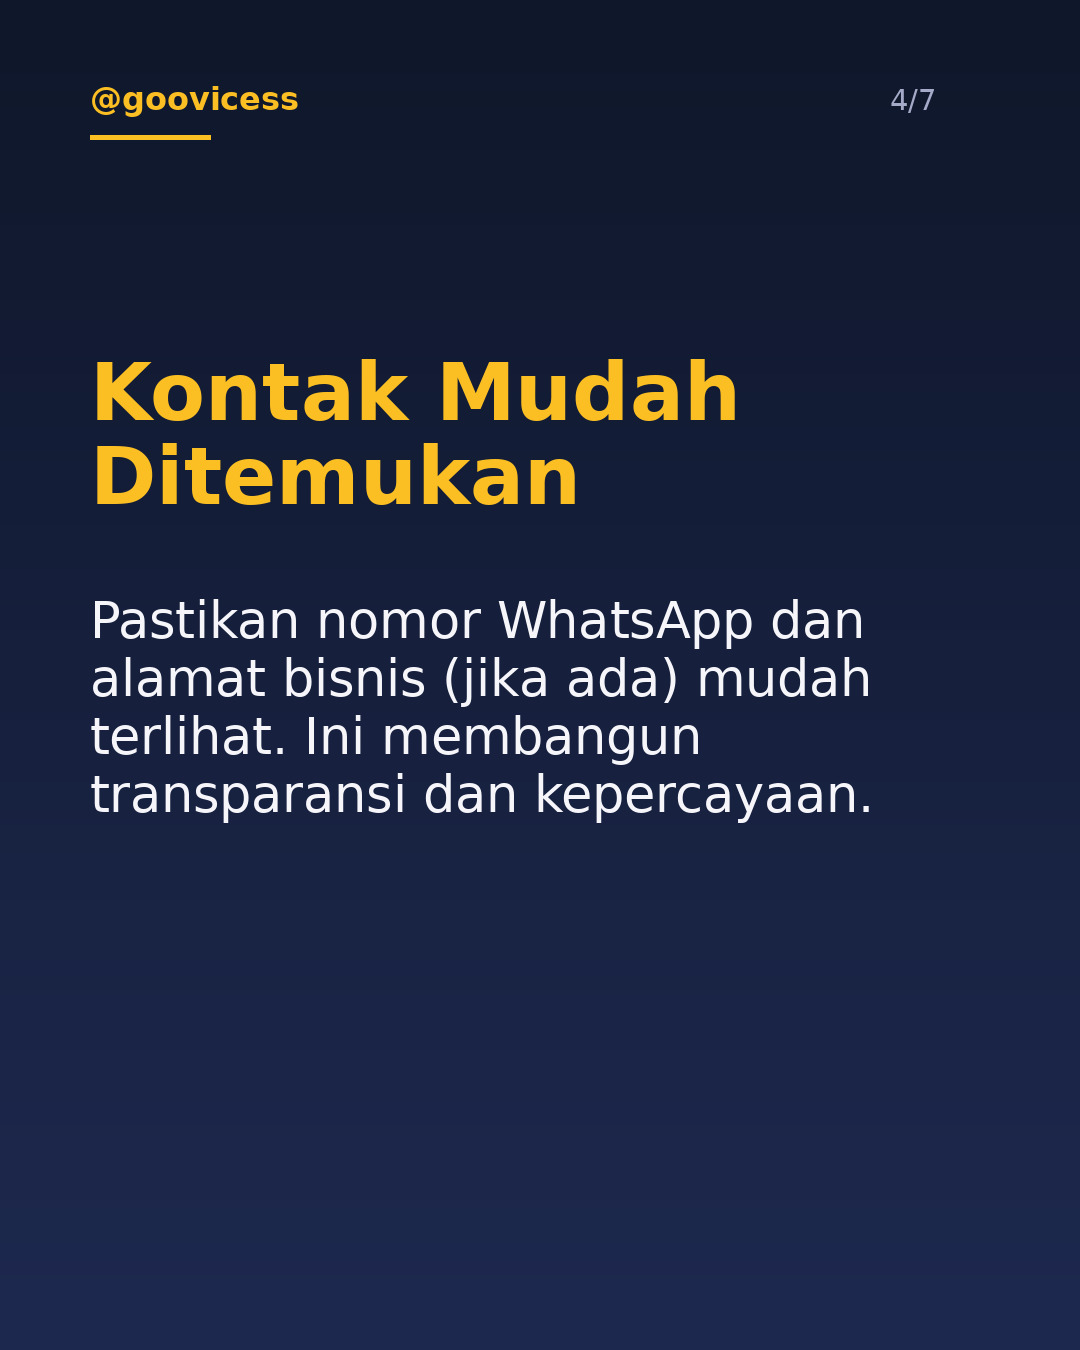 @goovicess
4/7
Kontak Mudah
Ditemukan
Pastikan nomor WhatsApp dan
alamat bisnis (jika ada) mudah
terlihat. Ini membangun
transparansi dan kepercayaan.